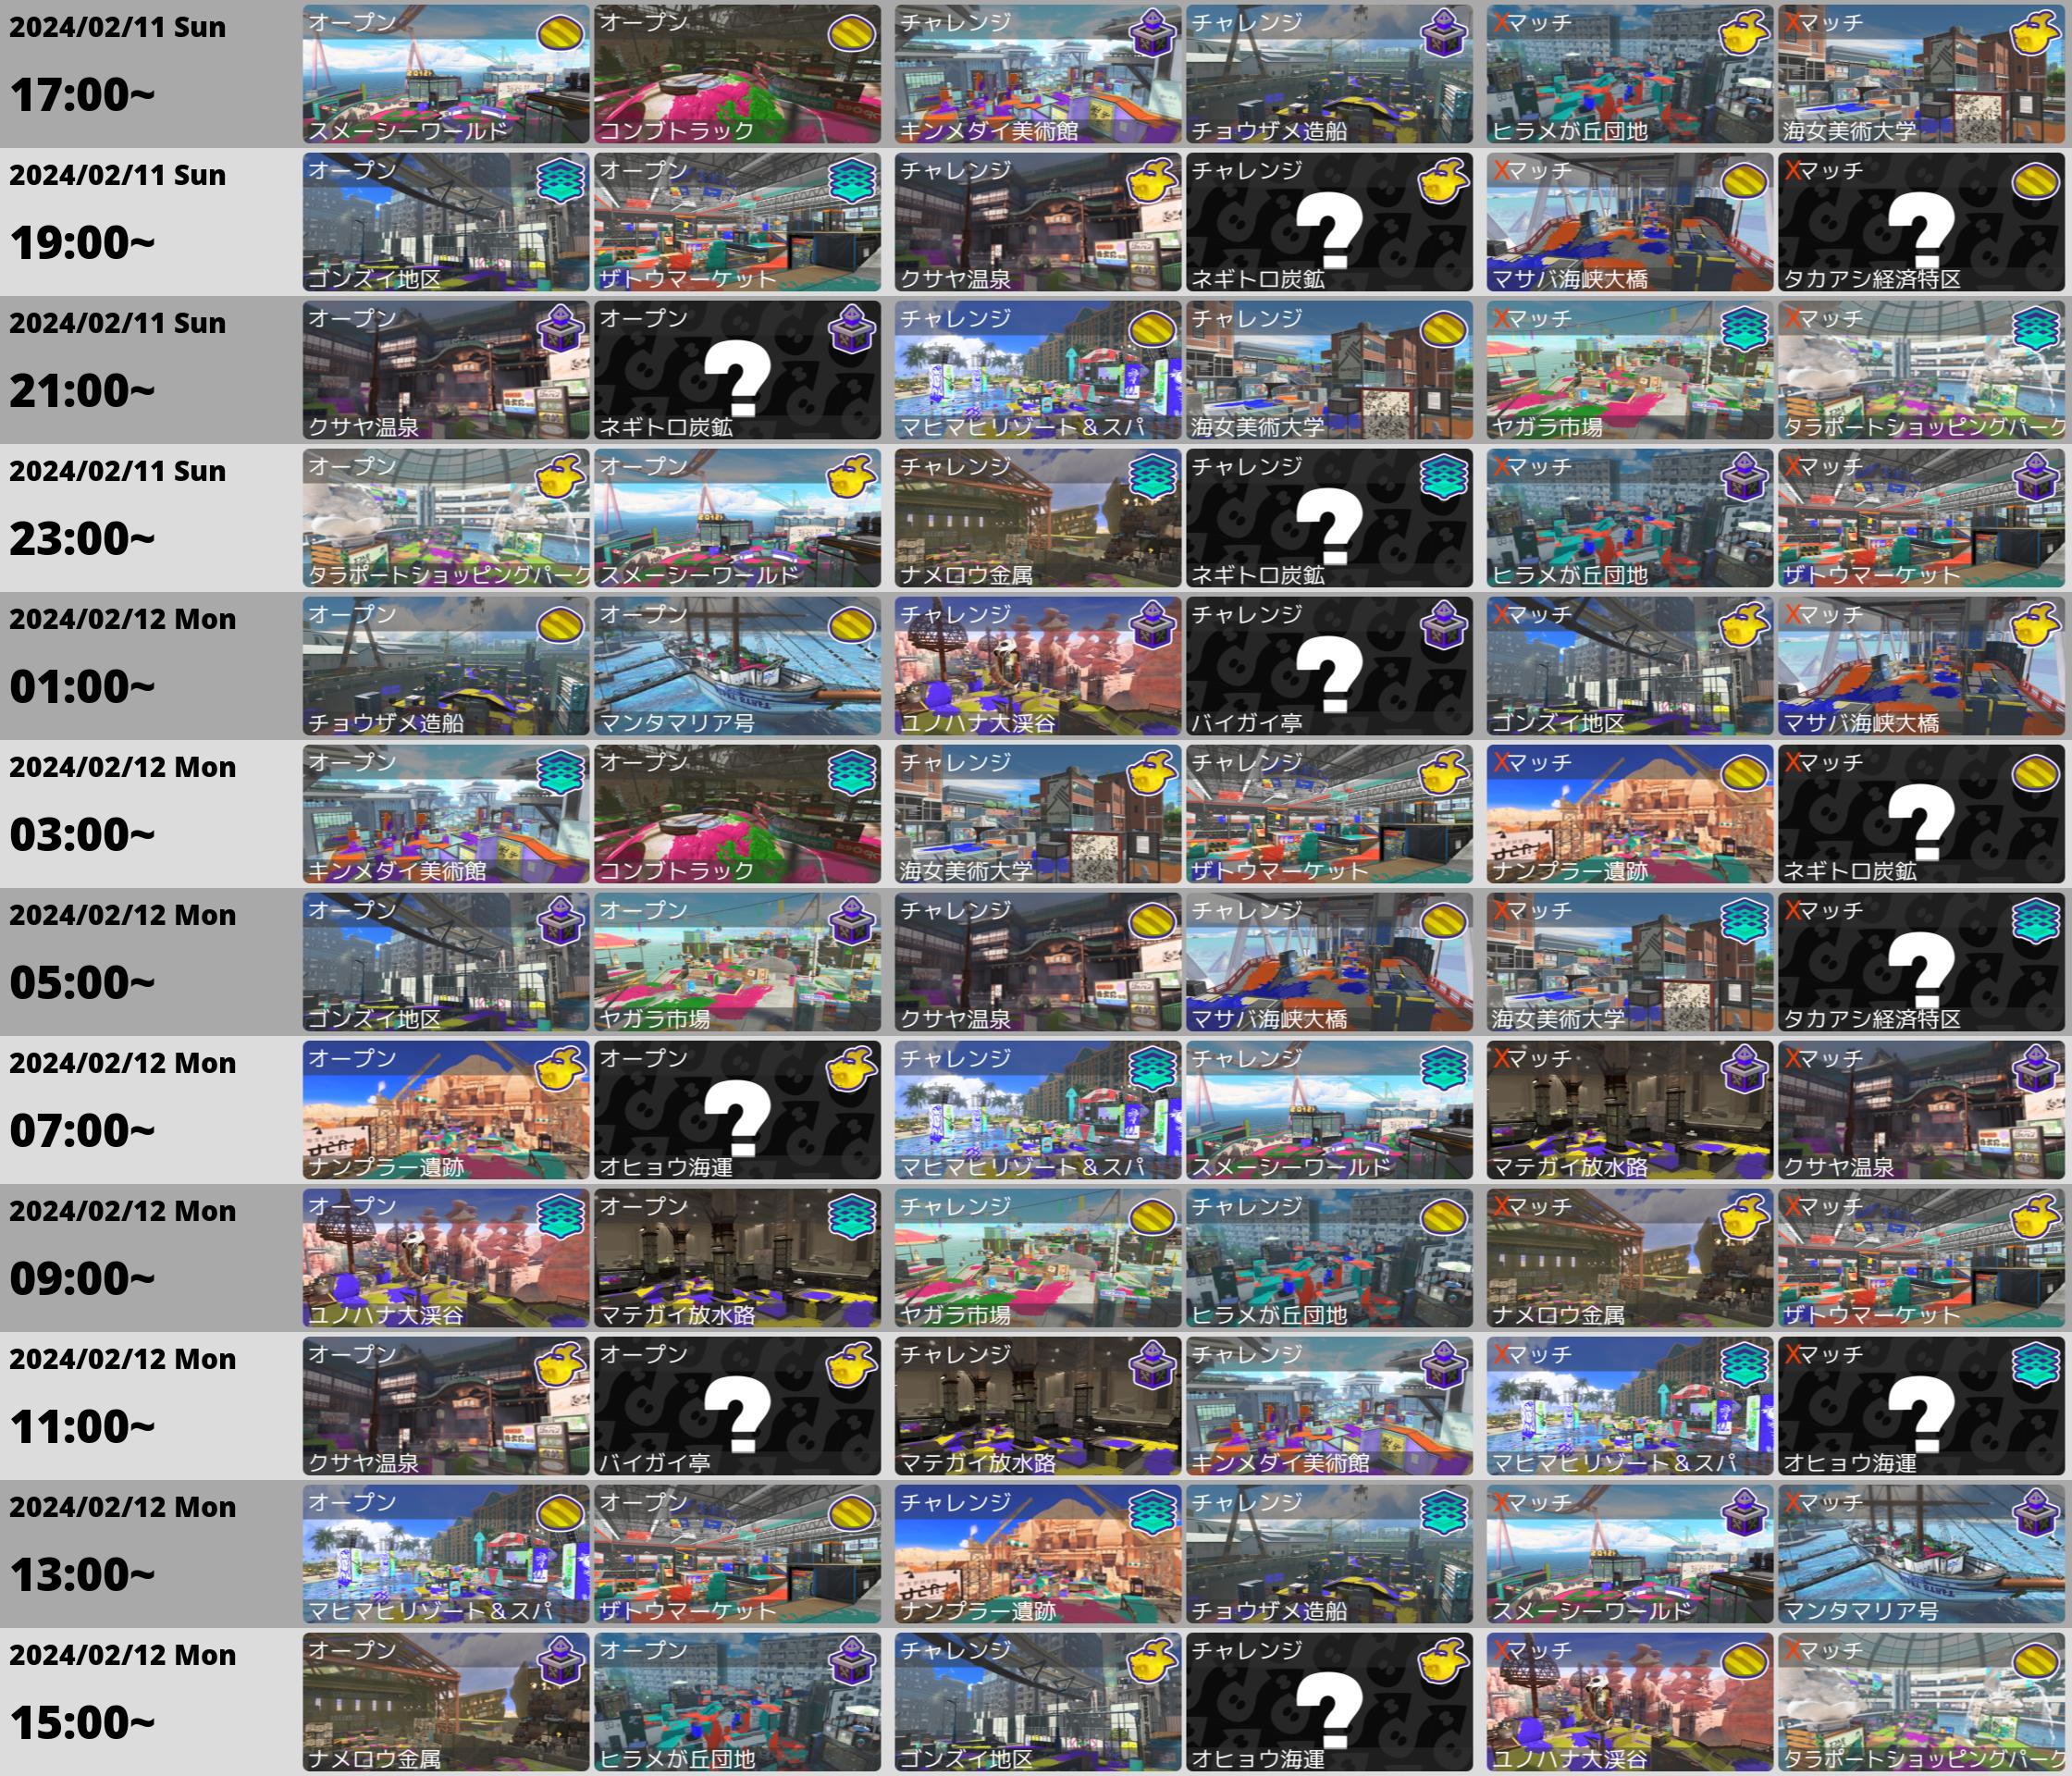 2024/02/11 Sun
17:00~
オープン オープン チャレンジ チャレンジ Xマッチ Xマッチ
スメーシーワールド コンブトラック キンメダイ美術館 チョウザメ造船 ヒラメが丘団地 海女美術大学
2024/02/11 Sun
19:00~
オープン オープン チャレンジ チャレンジ Xマッチ Xマッチ
ゴンズイ地区 ザトウマーケット クサヤ温泉 ネギトロ炭鉱 マサバ海峡大橋 タカアシ経済特区
2024/02/11 Sun
21:00~
オープン オープン チャレンジ チャレンジ Xマッチ Xマッチ
クサヤ温泉 ネギトロ炭鉱 マヒマヒリゾート＆スパ 海女美術大学 ヤガラ市場 タラポートショッピングパーク
2024/02/11 Sun
23:00~
オープン オープン チャレンジ チャレンジ Xマッチ Xマッチ
タラポートショッピングパーク スメーシーワールド ナメロウ金属 ネギトロ炭鉱 ヒラメが丘団地 ザトウマーケット
2024/02/12 Mon
01:00~
オープン オープン チャレンジ チャレンジ Xマッチ Xマッチ
チョウザメ造船 マンタマリア号 ユノハナ大渓谷 バイガイ亭 ゴンズイ地区 マサバ海峡大橋
2024/02/12 Mon
03:00~
オープン オープン チャレンジ チャレンジ Xマッチ Xマッチ
キンメダイ美術館 コンブトラック 海女美術大学 ザトウマーケット ナンプラー遺跡 ネギトロ炭鉱
2024/02/12 Mon
05:00~
オープン オープン チャレンジ チャレンジ Xマッチ Xマッチ
ゴンズイ地区 ヤガラ市場 クサヤ温泉 マサバ海峡大橋 海女美術大学 タカアシ経済特区
2024/02/12 Mon
07:00~
オープン オープン チャレンジ チャレンジ Xマッチ Xマッチ
ナンプラー遺跡 オヒョウ海運 マヒマヒリゾート＆スパ スメーシーワールド マテガイ放水路 クサヤ温泉
2024/02/12 Mon
09:00~
オープン オープン チャレンジ チャレンジ Xマッチ Xマッチ
ユノハナ大渓谷 マテガイ放水路 ヤガラ市場 ヒラメが丘団地 ナメロウ金属 ザトウマーケット
2024/02/12 Mon
11:00~
オープン オープン チャレンジ チャレンジ Xマッチ Xマッチ
クサヤ温泉 バイガイ亭 マテガイ放水路 キンメダイ美術館 マヒマヒリゾート＆スパ オヒョウ海運
2024/02/12 Mon
13:00~
オープン オープン チャレンジ チャレンジ Xマッチ Xマッチ
マヒマヒリゾート＆スパ ザトウマーケット ナンプラー遺跡 チョウザメ造船 スメーシーワールド マンタマリア号
2024/02/12 Mon
15:00~
オープン オープン チャレンジ チャレンジ Xマッチ Xマッチ
ナメロウ金属 ヒラメが丘団地 ゴンズイ地区 オヒョウ海運 ユノハナ大渓谷 タラポートショッピングパーク